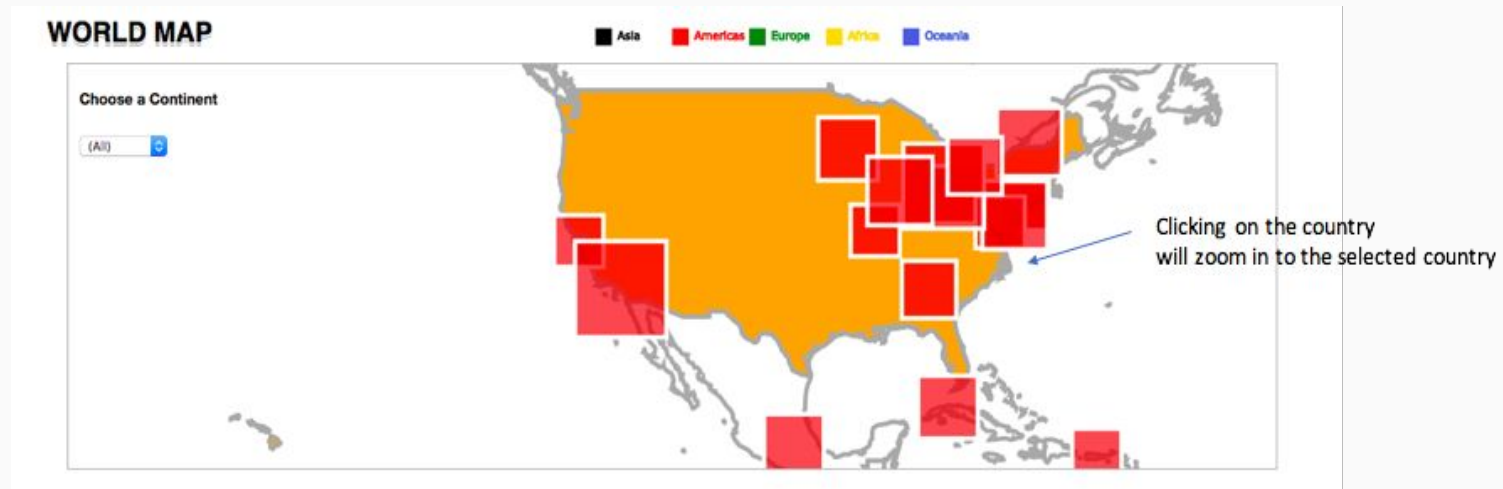 WORLD MAP
Asia Americas Europe Africa Oceania
Choose a Continent
(All)
Clicking on the country
will zoom in to the selected country